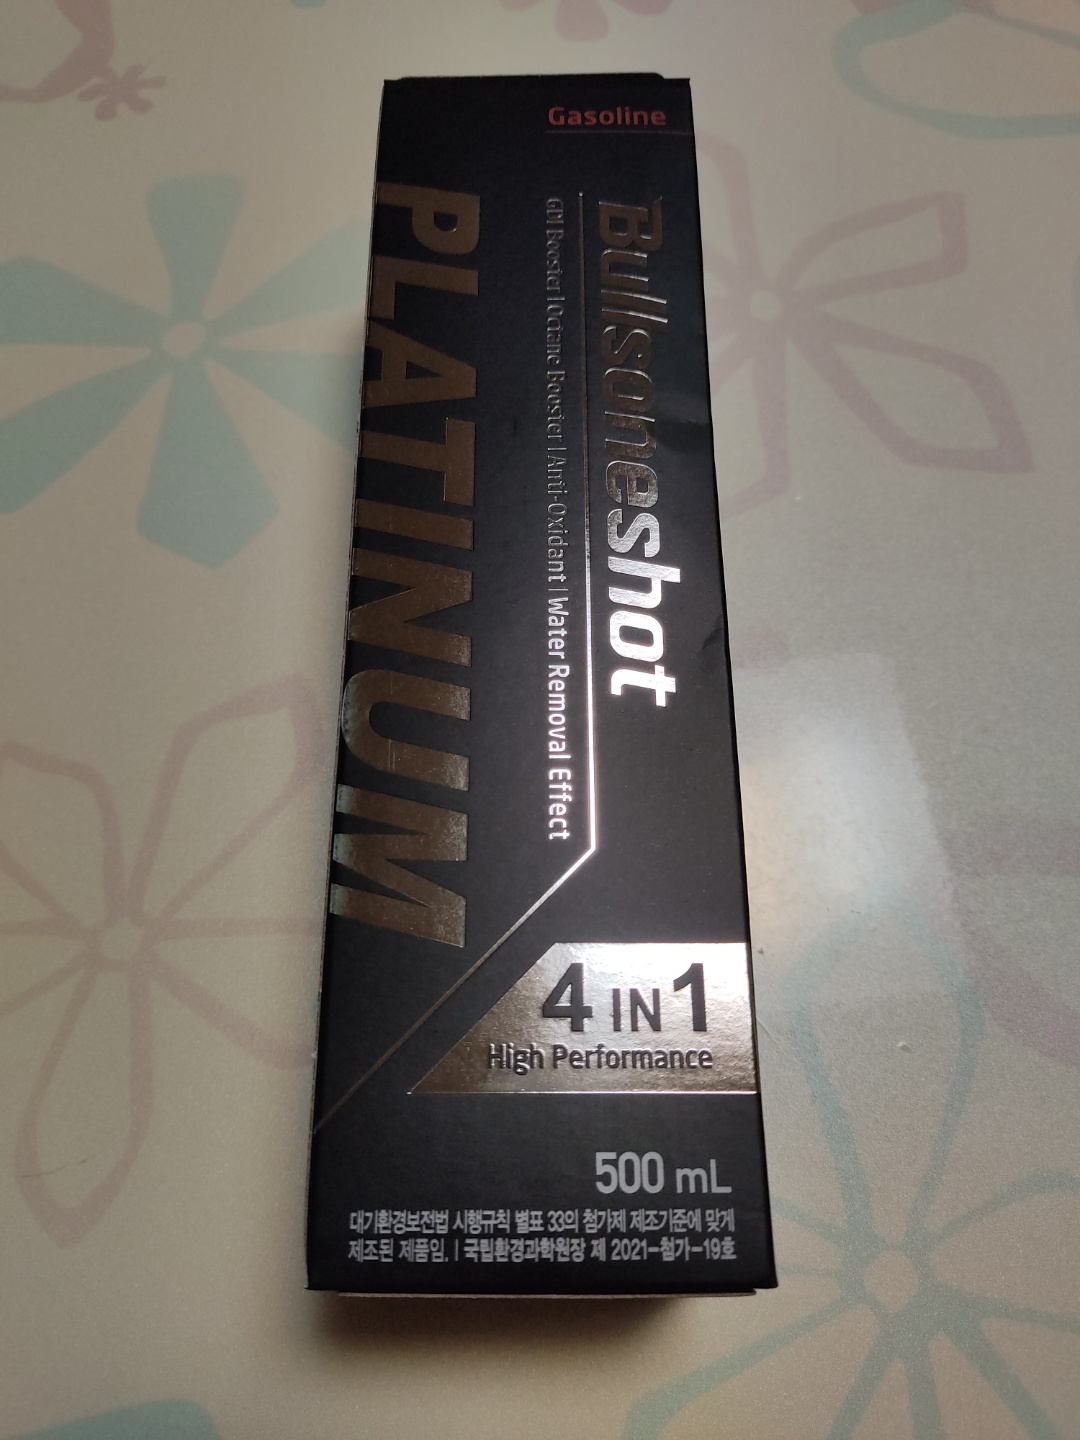 Gasoline
Bullsoneshot
GDI Booster | Octane Booster | Anti-Oxidant | Water Removal Effect
PLATINUM
4 IN 1
High Performance
500 mL
대기환경보전법 시행규칙 별표 33의 첨가제 제조기준에 맞게
제조된 제품임. | 국립환경과학원장 제 2021-첨가-19호